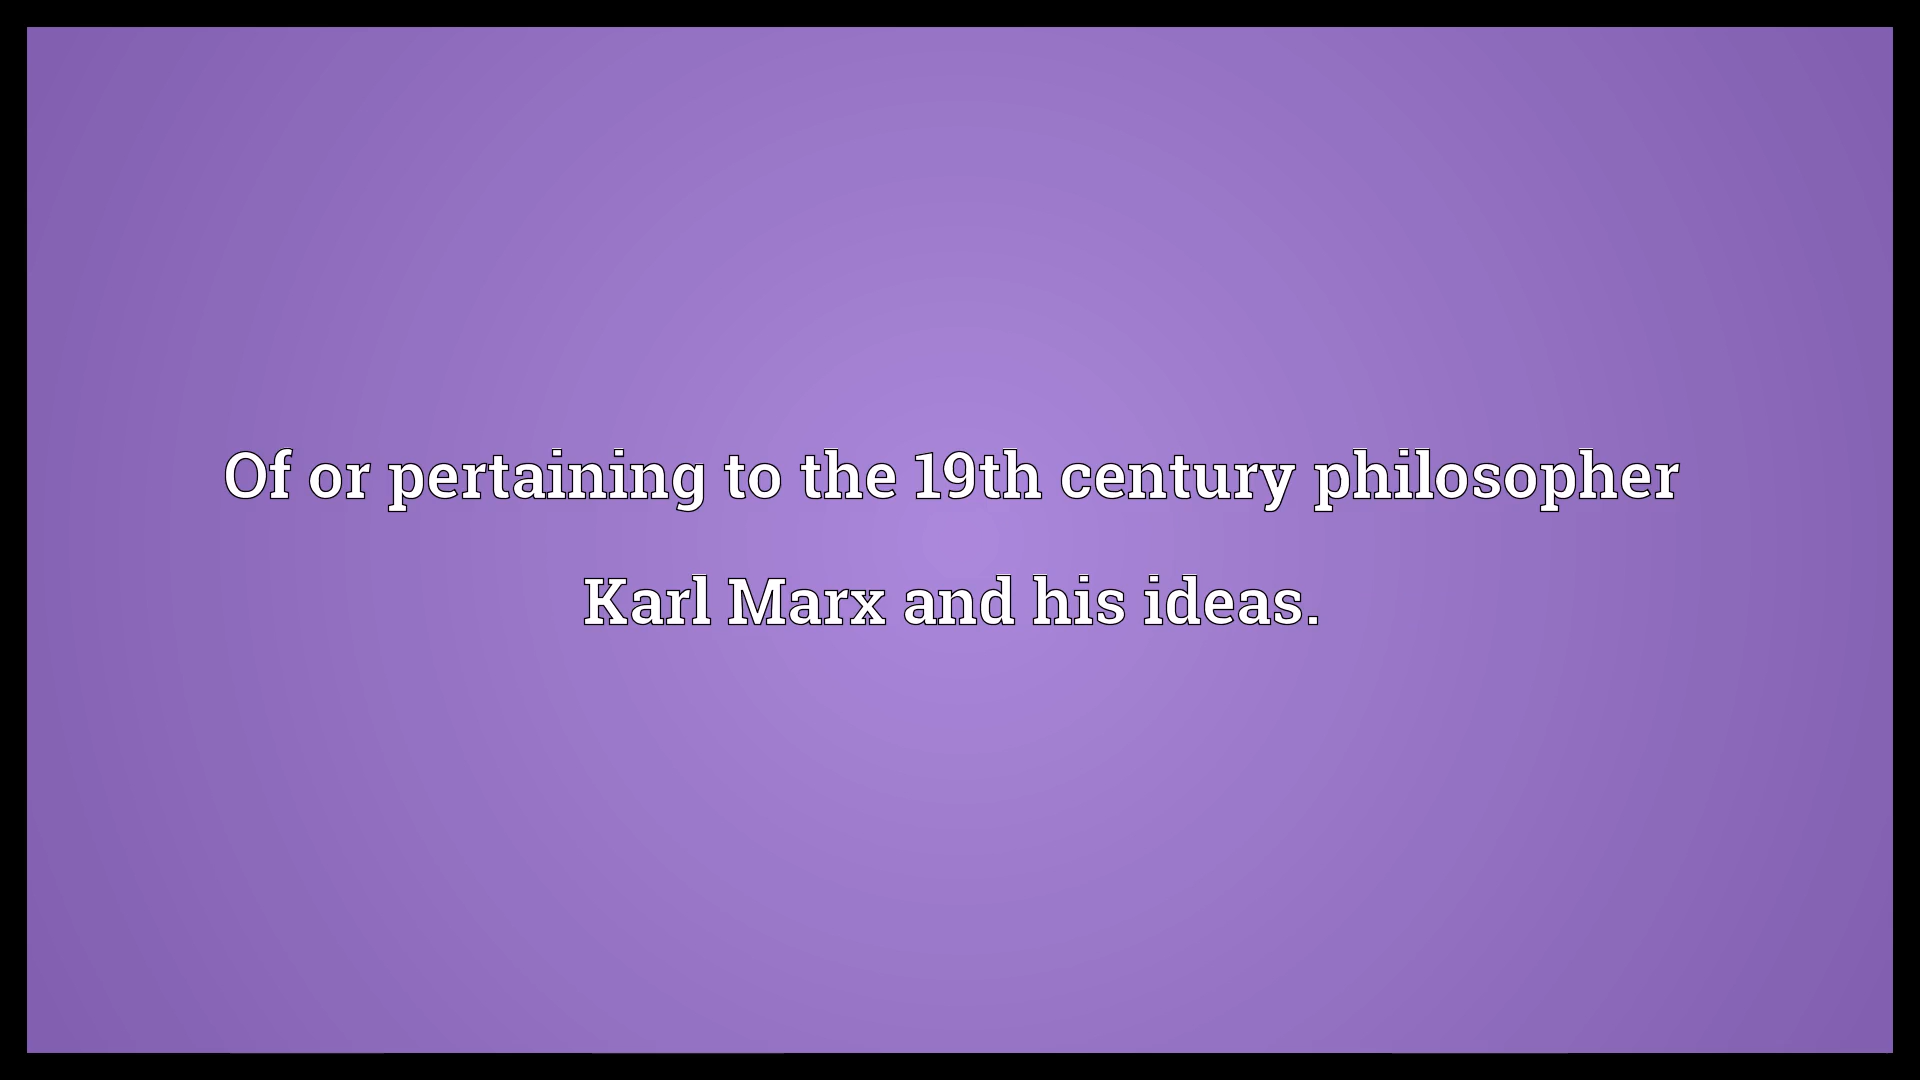 Of or pertaining to the 19th century philosopher
Karl Marx and his ideas.